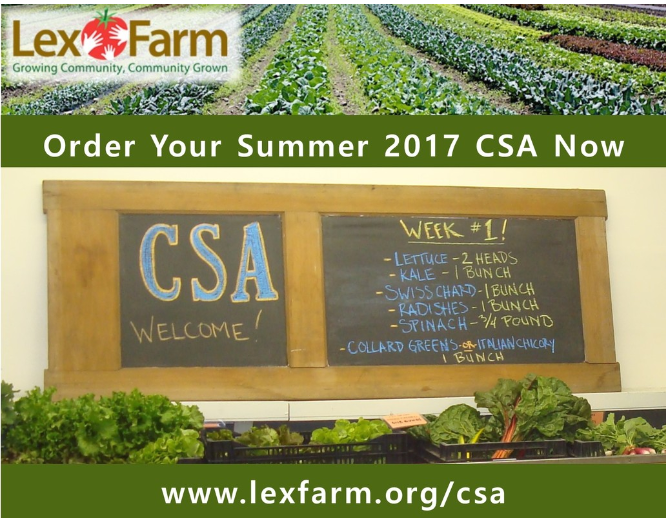 Lex Farm
Growing Community, Community Grown
Order Your Summer 2017 CSA Now
CSA
WELCOME!
WEEK #1!
- LETTUCE - 2 HEADS
- KALE - 1 BUNCH
- SWISS CHARD - 1 BUNCH
- RADISHES - 1 BUNCH
- SPINACH - 3/4 POUND
- COLLARD GREENS OR ITALIAN CHICORY
1 BUNCH
www.lexfarm.org/csa